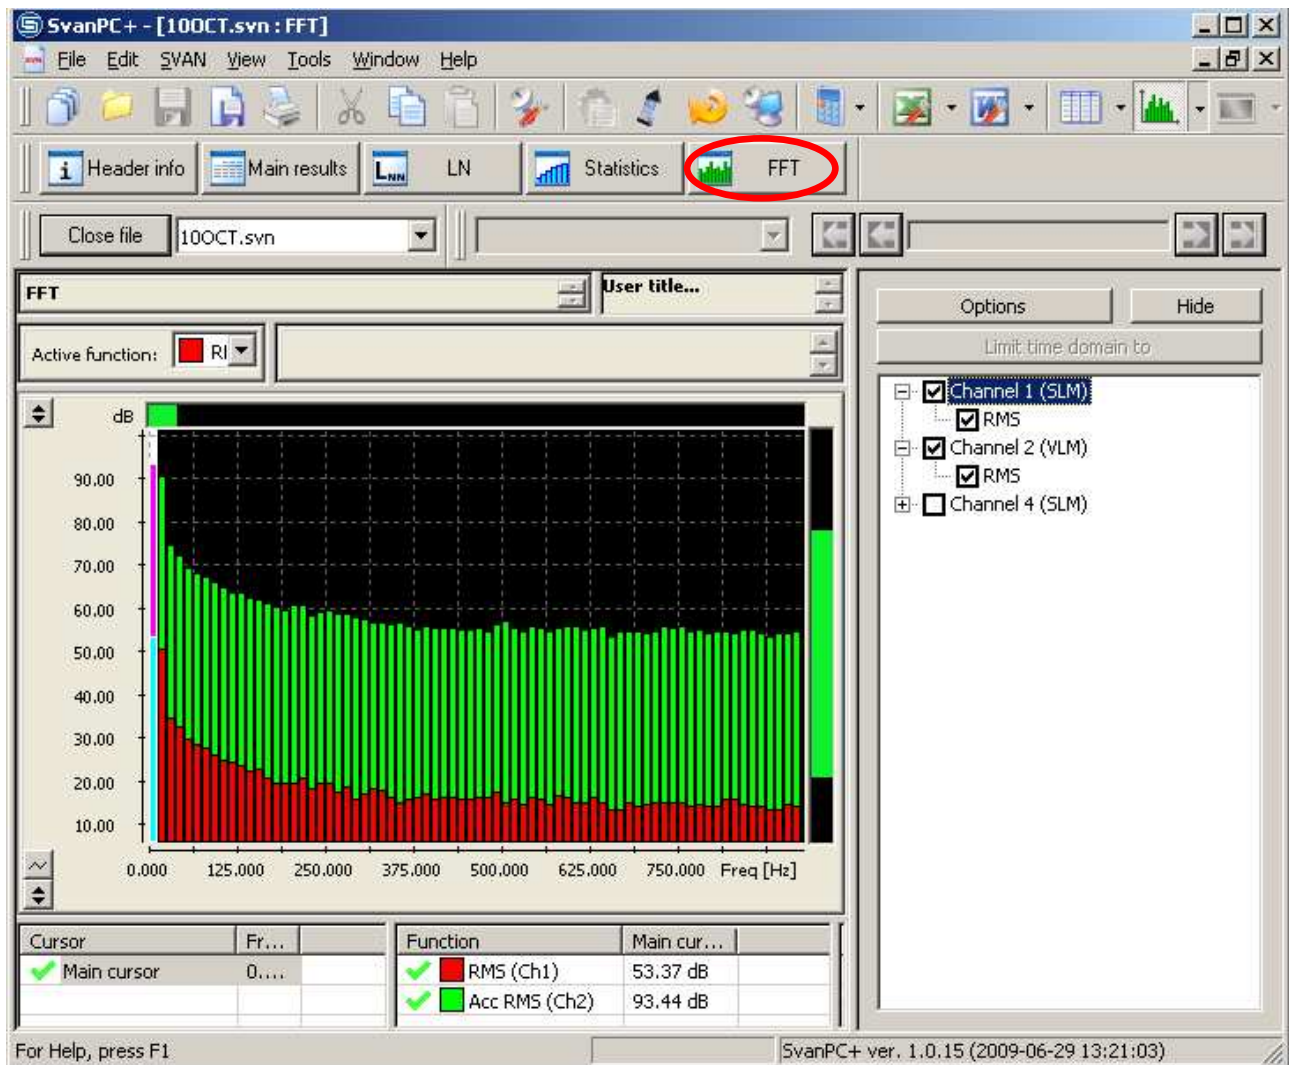 SvanPC+ - [10OCT.svn : FFT]
File Edit SVAN View Tools Window Help
Header info Main results LNN LN Statistics FFT
Close file 10OCT.svn
FFT User title...
Options Hide
Limit time domain to
Active function: RI
Channel 1 (SLM)
RMS
Channel 2 (VLM)
RMS
Channel 4 (SLM)
dB
90.00
80.00
70.00
60.00
50.00
40.00
30.00
20.00
10.00
0.000 125.000 250.000 375.000 500.000 625.000 750.000 Freq [Hz]
Cursor Fr...
Main cursor 0....
Function Main cur...
RMS (Ch1) 53.37 dB
Acc RMS (Ch2) 93.44 dB
For Help, press F1
SvanPC+ ver. 1.0.15 (2009-06-29 13:21:03)